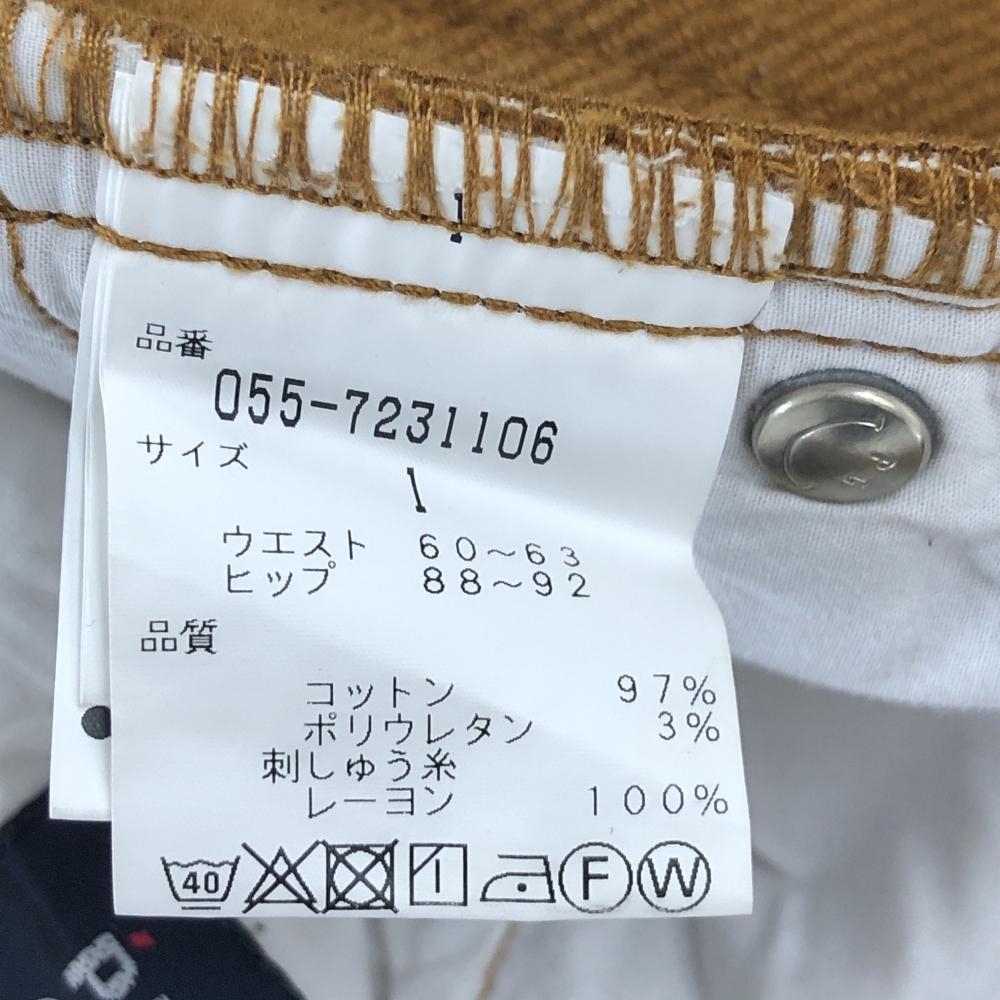 1
品番
055-7231106
サイズ
1
ウエスト 60～63
ヒップ 88～92
品質
コットン 97%
ポリウレタン 3%
刺しゅう糸
レーヨン 100%
40 F W